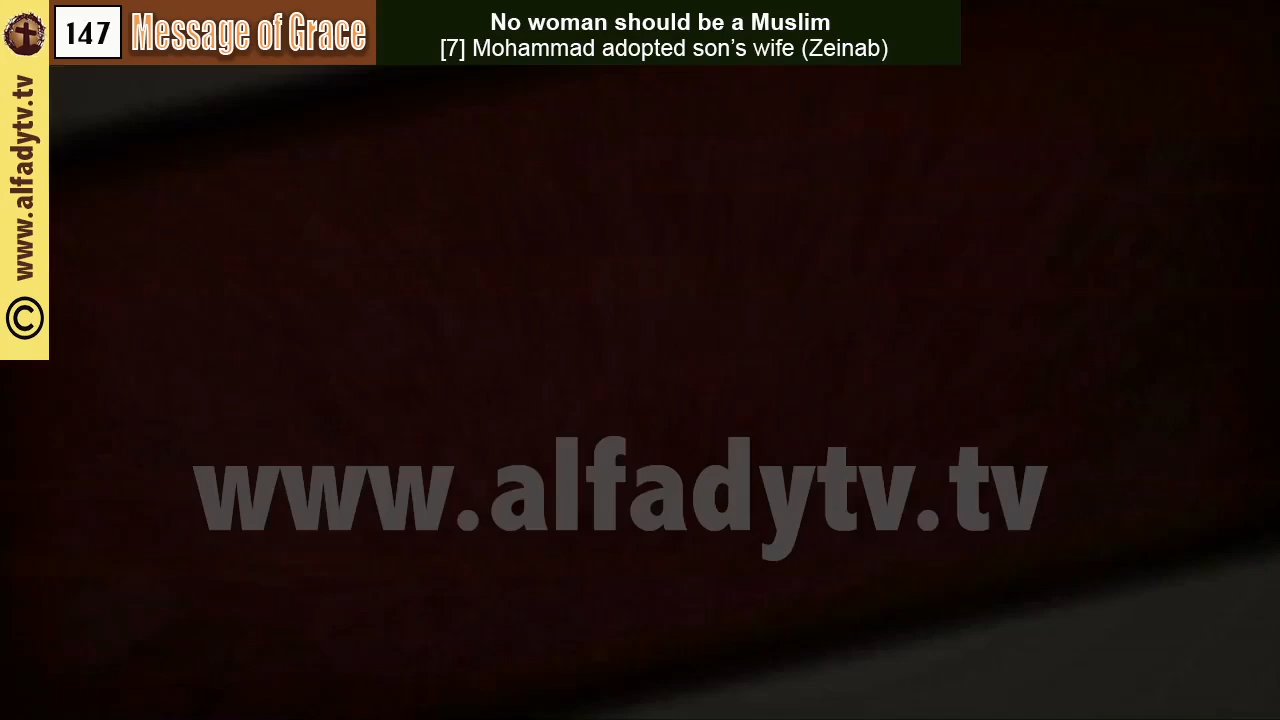 147
Message of Grace
No woman should be a Muslim
[7] Mohammad adopted son's wife (Zeinab)
© www.alfadytv.tv
www.alfadytv.tv